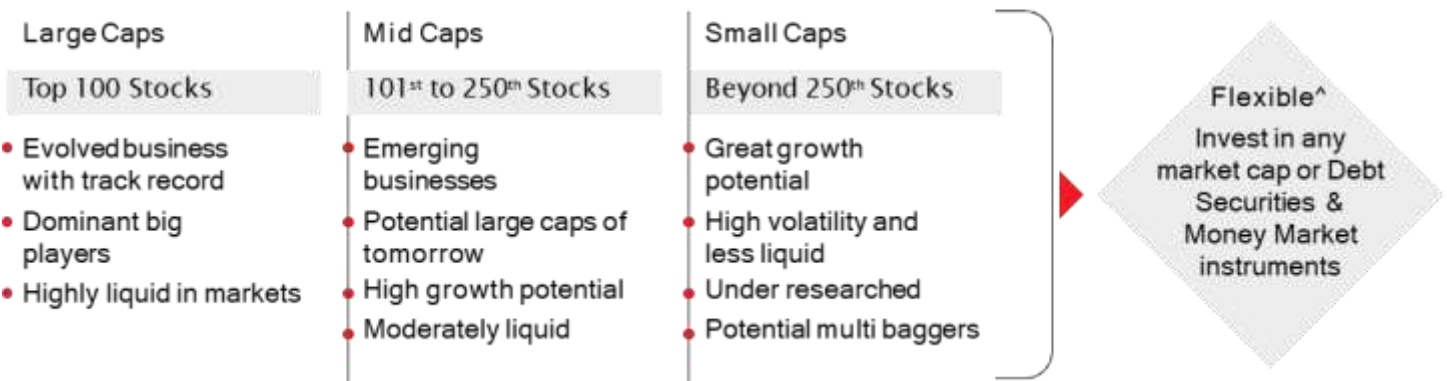 Large Caps
Top 100 Stocks
Evolved business
with track record
Dominant big
players
Highly liquid in markets
Mid Caps
101st to 250th Stocks
Emerging
businesses
Potential large caps of
tomorrow
High growth potential
Moderately liquid
Small Caps
Beyond 250th Stocks
Great growth
potential
High volatility and
less liquid
Under researched
Potential multi baggers
Flexible^
Invest in any
market cap or Debt
Securities &
Money Market
instruments